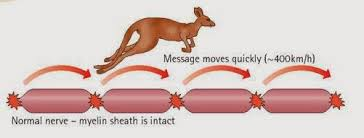 Message moves quickly (~400km/h)
Normal nerve – myelin sheath is intact